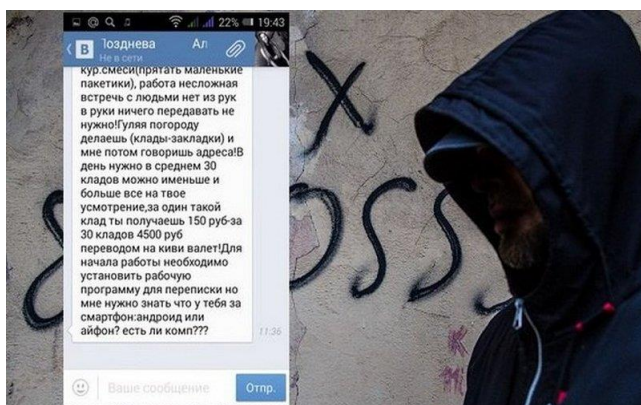 22% 19:43
В Позднева Ал
Не в сети
кур.смеси(прятать маленькие
пакетики), работа несложная
встречь с людьми нет из рук
в руки ничего передавать не
нужно!Гуляя погороду
делаешь (клады-закладки) и
мне потом говоришь адреса!В
день нужно в среднем 30
кладов можно именьше и
больше все на твое
усмотрение,за один такой
клад ты получаешь 150 руб-за
30 кладов 4500 руб
переводом на киви валет!Для
начала работы необходимо
установить рабочую
программу для переписки но
мне нужно знать что у тебя за
смартфон:андроид или
айфон? есть ли комп???
11:36
Ваше сообщение Отпр.
X